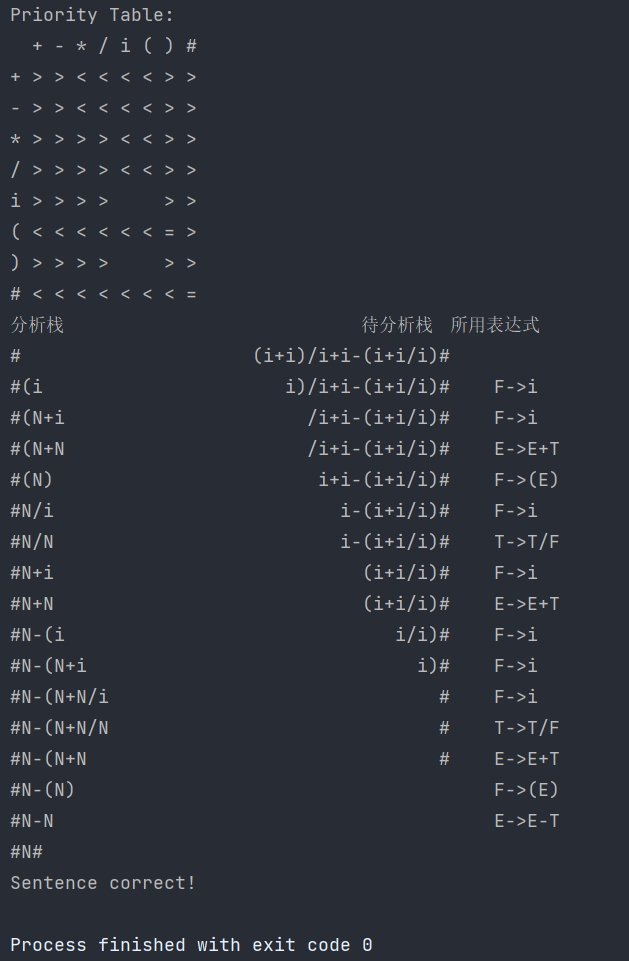 Priority Table:
  + - * / i ( ) #
+ > > < < < < > >
- > > < < < < > >
* > > > > < < > >
/ > > > > < < > >
i > > > >     > >
( < < < < < < = >
) > > > >     > >
# < < < < < < < =
分析栈                           待分析栈  所用表达式
#                     (i+i)/i+i-(i+i/i)#
#(i                      i)/i+i-(i+i/i)#    F->i
#(N+i                      /i+i-(i+i/i)#    F->i
#(N+N                      /i+i-(i+i/i)#    E->E+T
#(N)                        i+i-(i+i/i)#    F->(E)
#N/i                          i-(i+i/i)#    F->i
#N/N                          i-(i+i/i)#    T->T/F
#N+i                            (i+i/i)#    F->i
#N+N                            (i+i/i)#    E->E+T
#N-(i                              i/i)#    F->i
#N-(N+i                              i)#    F->i
#N-(N+N/i                              #    F->i
#N-(N+N/N                              #    T->T/F
#N-(N+N                                #    E->E+T
#N-(N)                                      F->(E)
#N-N                                        E->E-T
#N#
Sentence correct!
Process finished with exit code 0